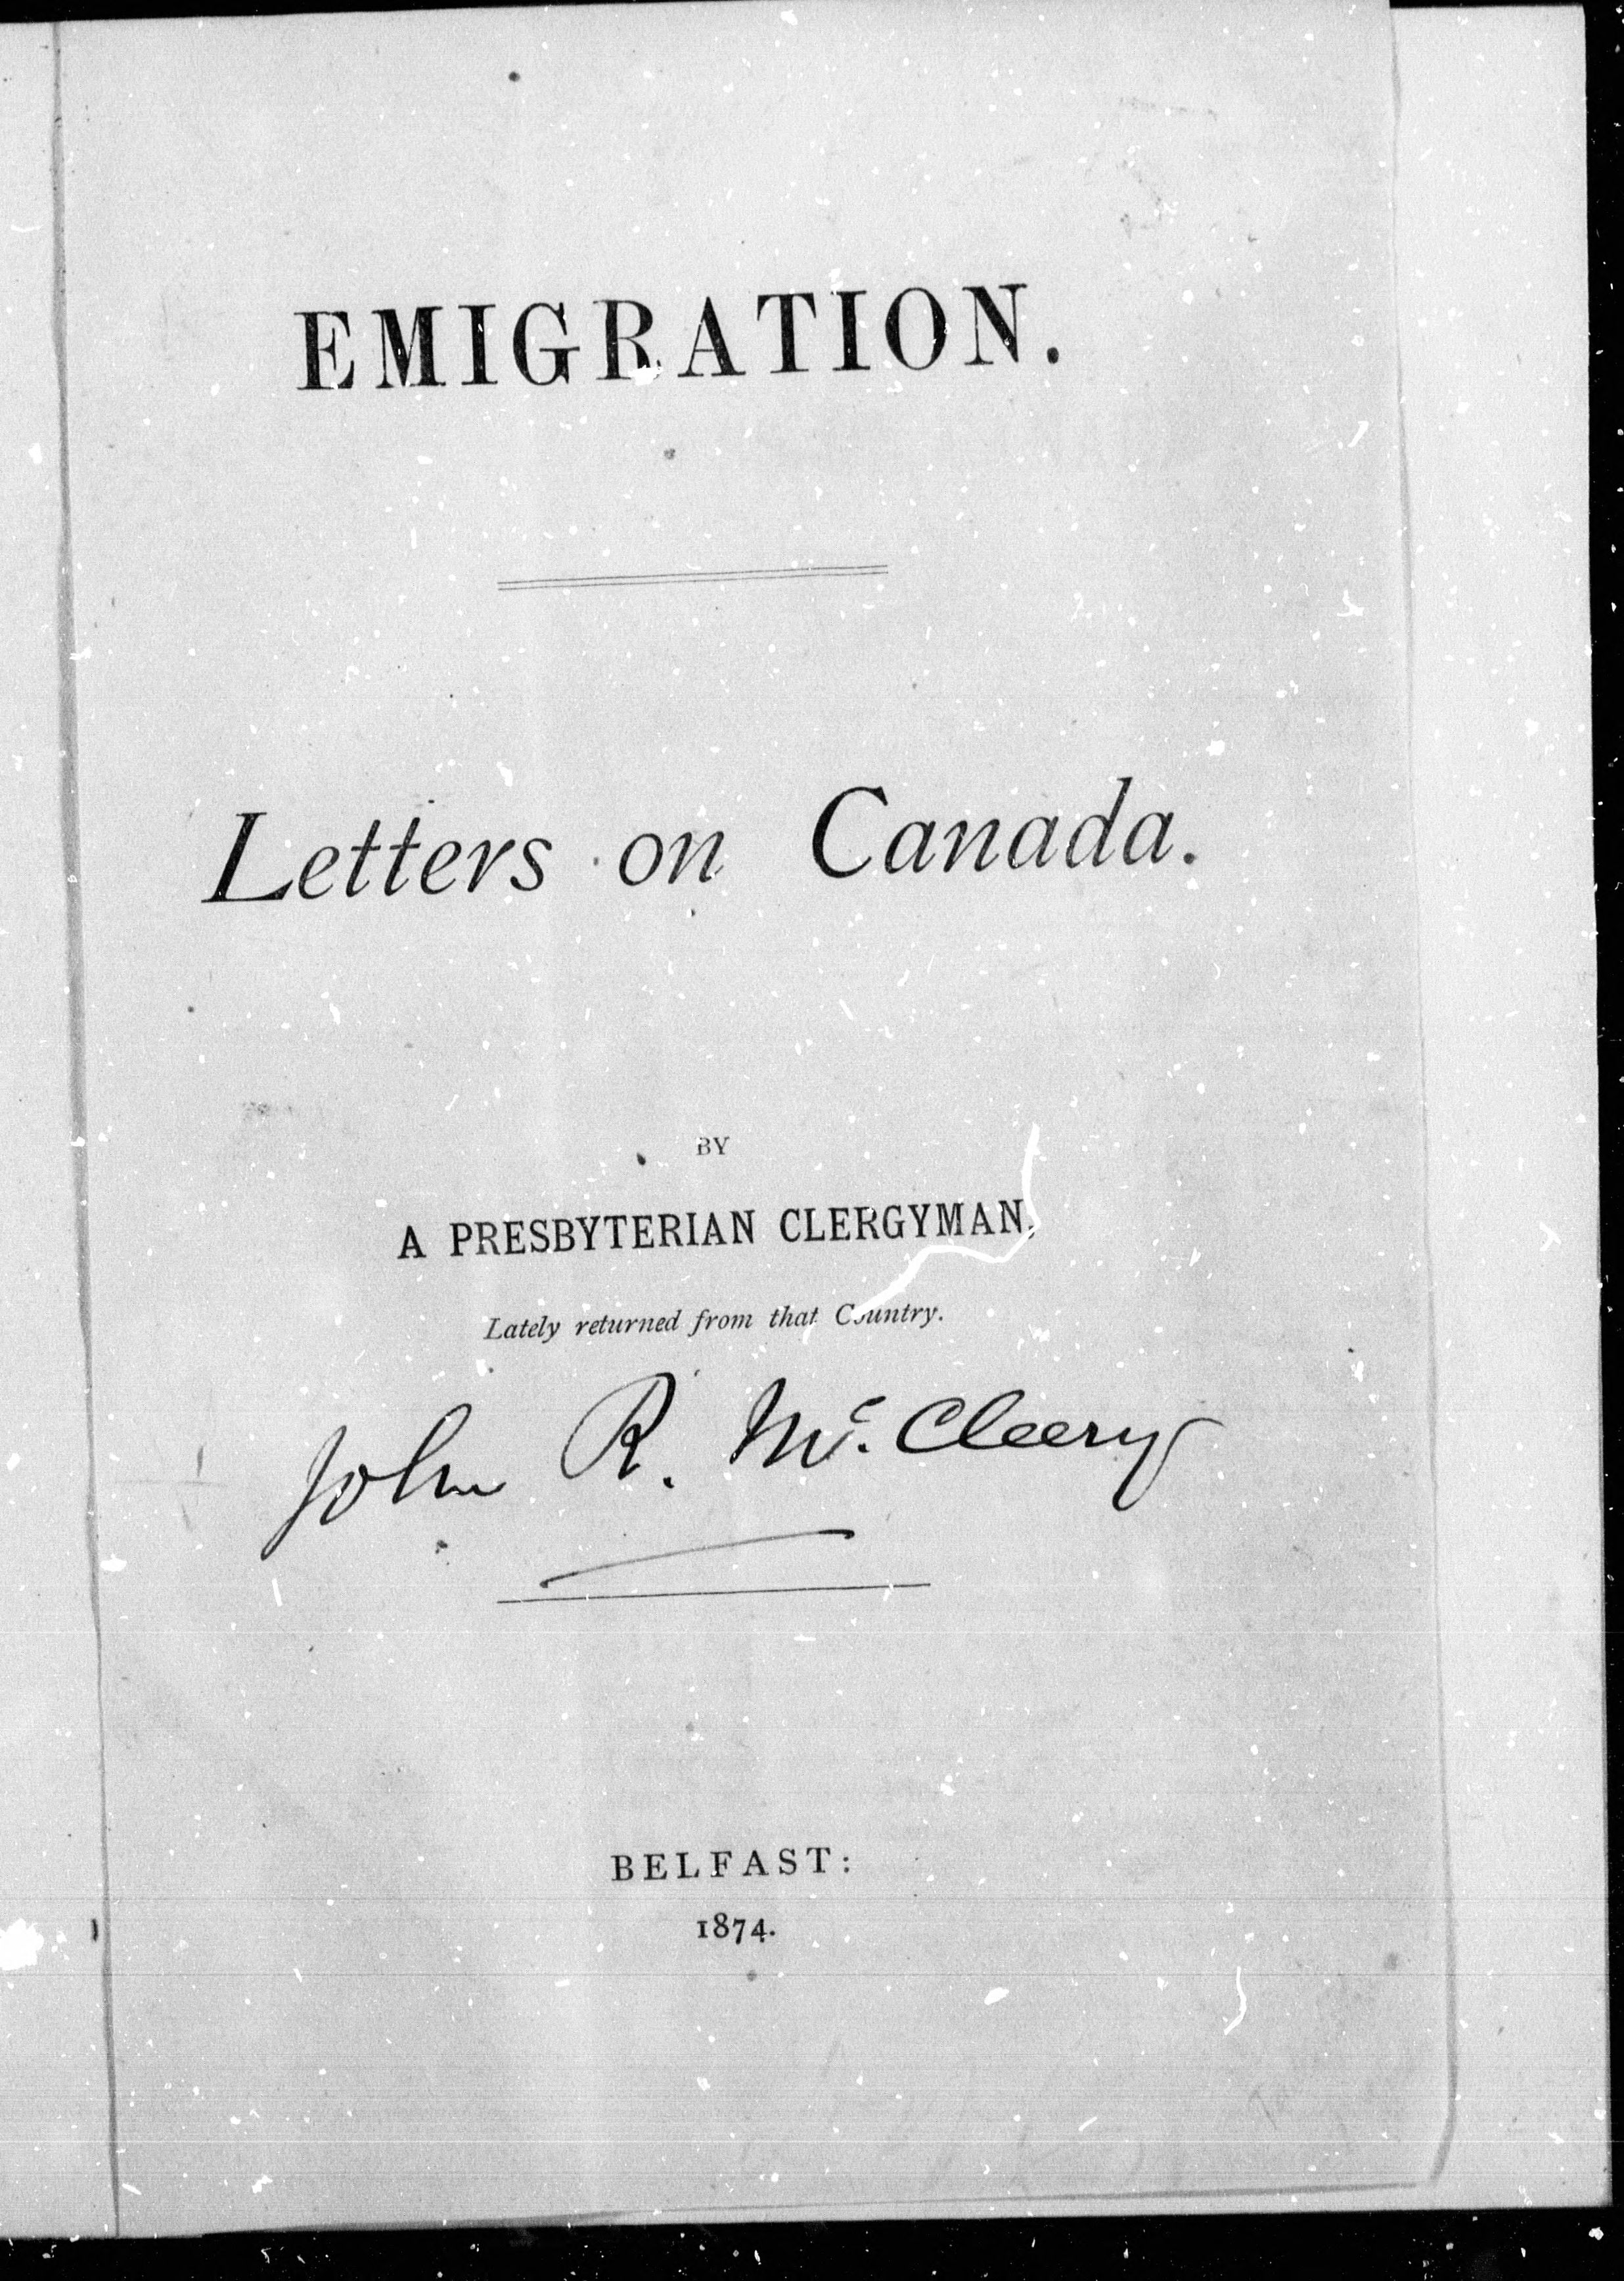 EMIGRATION.
Letters on Canada.
BY
A PRESBYTERIAN CLERGYMAN,
Lately returned from that Country.
John R. McCleery
BELFAST:
1874.